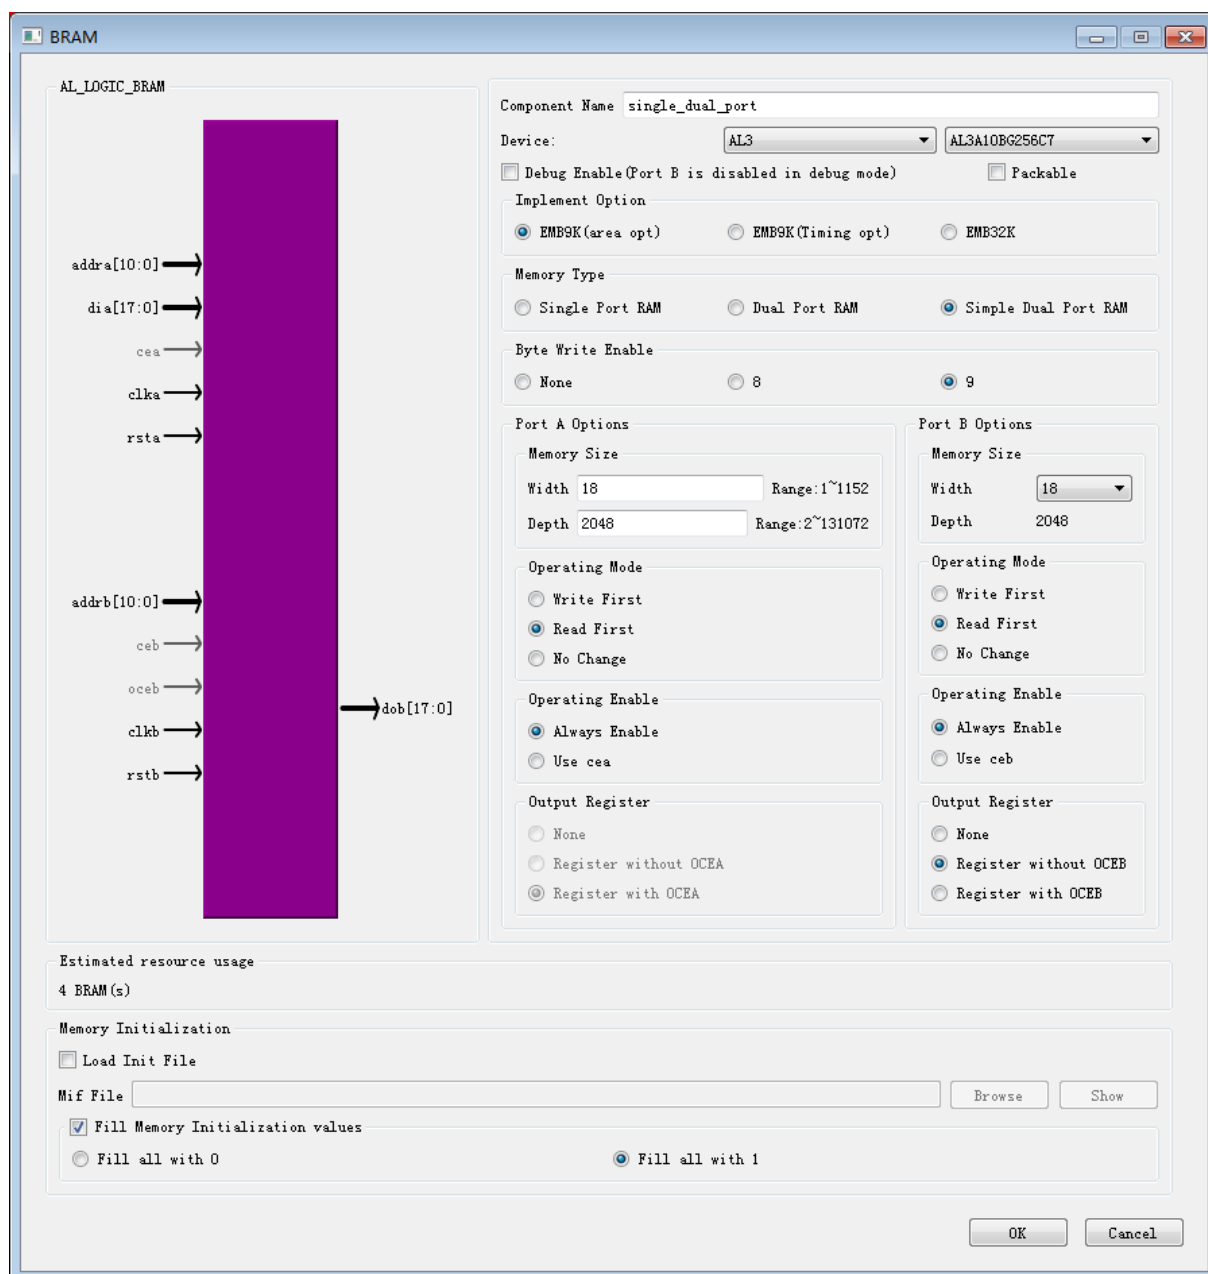 BRAM
AL_LOGIC_BRAM
addra[10:0]
dia[17:0]
cea
clka
rsta
addrb[10:0]
ceb
oceb
clkb
rstb
dob[17:0]
Component Name single_dual_port
Device: AL3 AL3A10BG256C7
Debug Enable(Port B is disabled in debug mode) Packable
Implement Option
EMB9K(area opt) EMB9K(Timing opt) EMB32K
Memory Type
Single Port RAM Dual Port RAM Simple Dual Port RAM
Byte Write Enable
None 8 9
Port A Options
Memory Size
Width 18 Range:1~1152
Depth 2048 Range:2~131072
Operating Mode
Write First
Read First
No Change
Operating Enable
Always Enable
Use cea
Output Register
None
Register without OCEA
Register with OCEA
Port B Options
Memory Size
Width 18
Depth 2048
Operating Mode
Write First
Read First
No Change
Operating Enable
Always Enable
Use ceb
Output Register
None
Register without OCEB
Register with OCEB
Estimated resource usage
4 BRAM(s)
Memory Initialization
Load Init File
Mif File Browse Show
Fill Memory Initialization values
Fill all with 0 Fill all with 1
OK Cancel